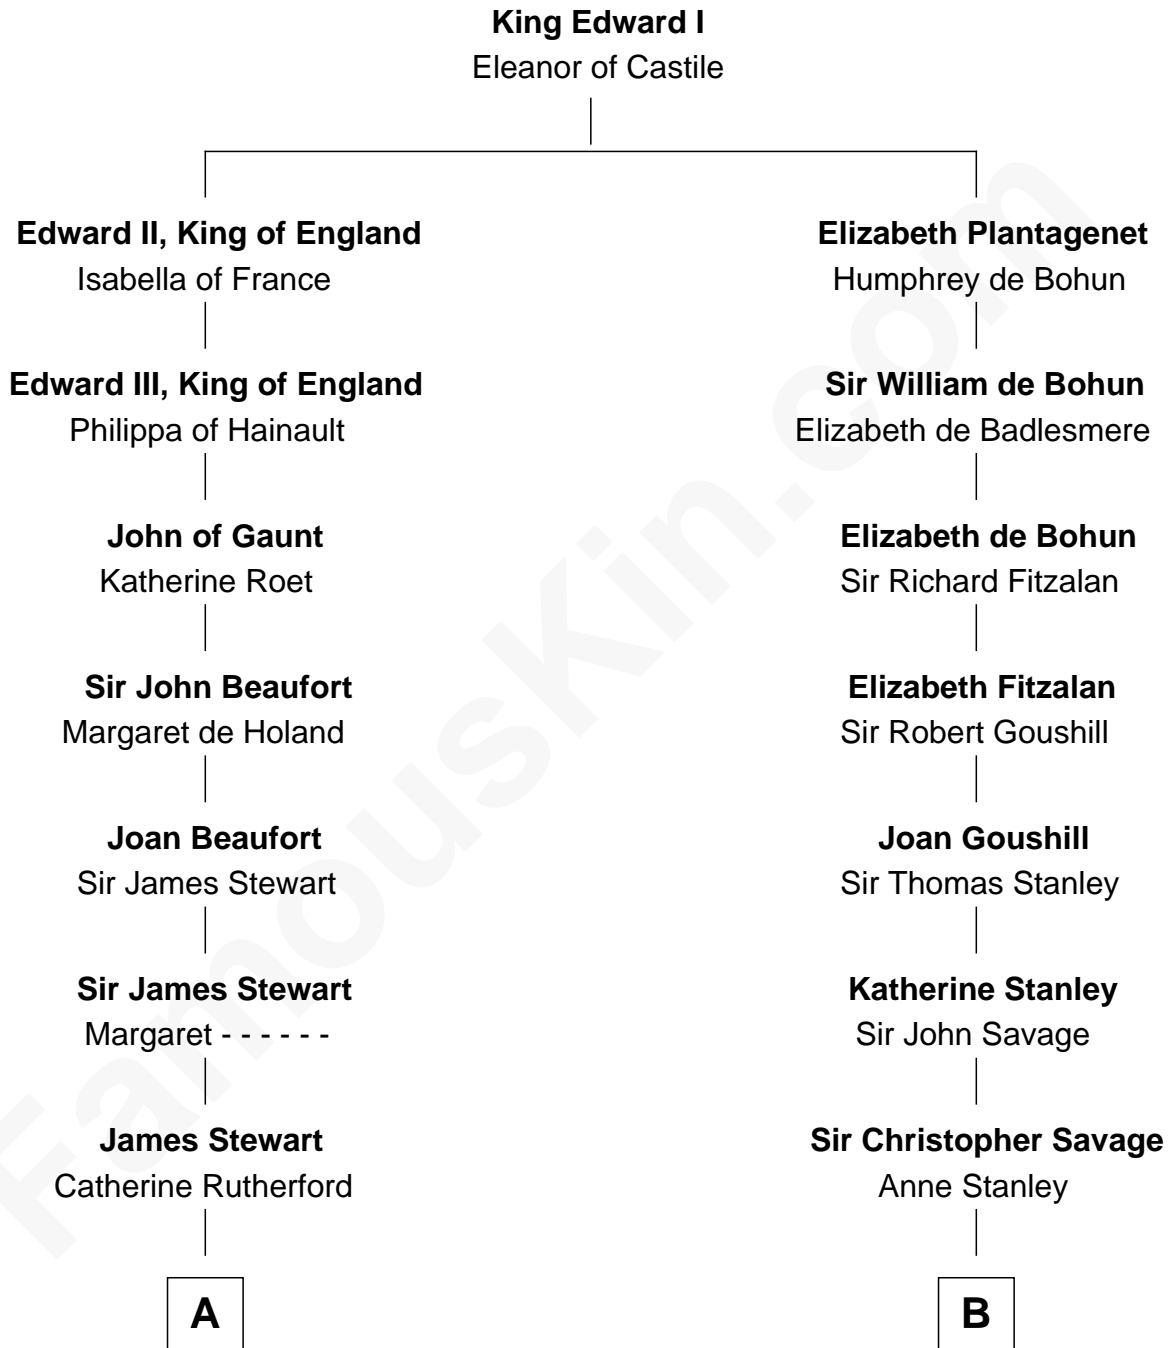 King Edward I
Eleanor of Castile
Edward II, King of England
Isabella of France
Elizabeth Plantagenet
Humphrey de Bohun
Edward III, King of England
Philippa of Hainault
Sir William de Bohun
Elizabeth de Badlesmere
John of Gaunt
Katherine Roet
Elizabeth de Bohun
Sir Richard Fitzalan
Sir John Beaufort
Margaret de Holand
Elizabeth Fitzalan
Sir Robert Goushill
Joan Beaufort
Sir James Stewart
Joan Goushill
Sir Thomas Stanley
Sir James Stewart
Margaret - - - - - -
Katherine Stanley
Sir John Savage
James Stewart
Catherine Rutherford
Sir Christopher Savage
Anne Stanley
A
B
FamousKin.com